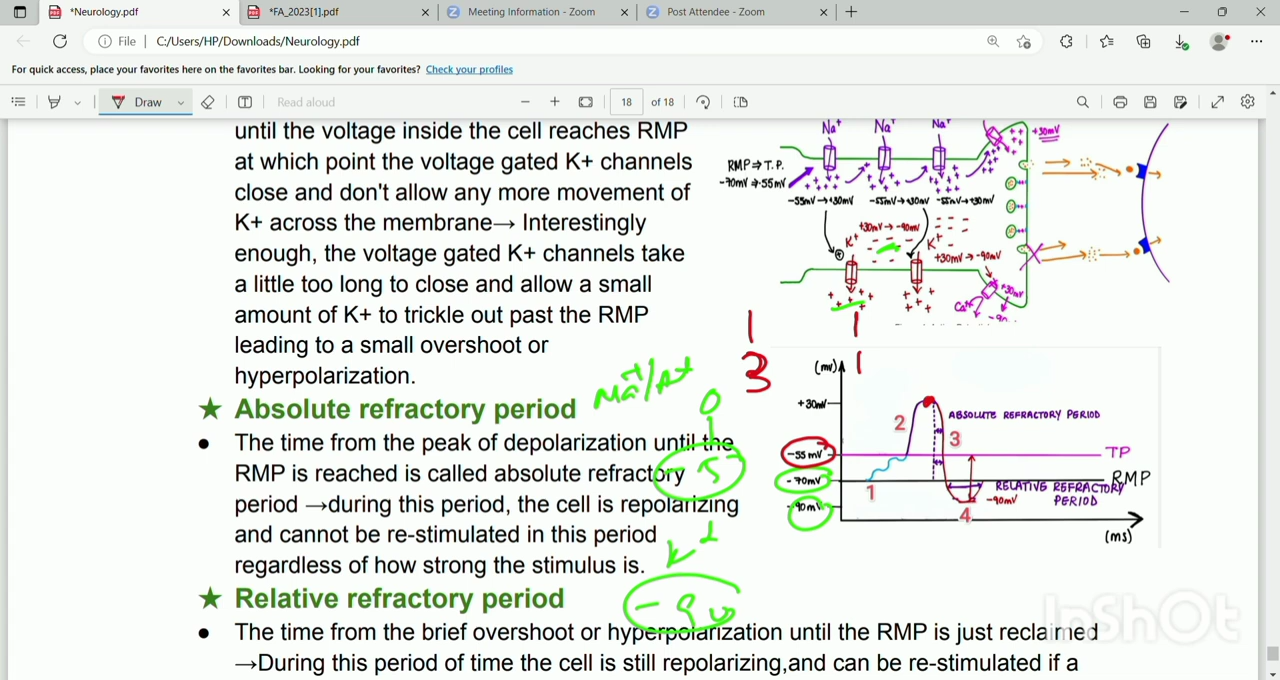 *Neurology.pdf
*FA_2023[1].pdf
Meeting Information - Zoom
Post Attendee - Zoom
File
C:/Users/HP/Downloads/Neurology.pdf
For quick access, place your favorites here on the favorites bar. Looking for your favorites? Check your profiles
Draw
Read aloud
18
of 18
until the voltage inside the cell reaches RMP
at which point the voltage gated K+ channels
close and don't allow any more movement of
K+ across the membrane→ Interestingly
enough, the voltage gated K+ channels take
a little too long to close and allow a small
amount of K+ to trickle out past the RMP
leading to a small overshoot or
hyperpolarization.
★ Absolute refractory period
● The time from the peak of depolarization until the
RMP is reached is called absolute refractory
period →during this period, the cell is repolarizing
and cannot be re-stimulated in this period
regardless of how strong the stimulus is.
★ Relative refractory period
● The time from the brief overshoot or hyperpolarization until the RMP is just reclaimed
→During this period of time the cell is still repolarizing,and can be re-stimulated if a
Na+ Na+ Na+
+30mV
RMP⇒T.P.
-70mV⇒-55mV
-55mV→+30mV -55mV→+30mV -55mV→+30mV
+30mV→-90mV
K+ K+
+30mV→-90mV
+30mV
Ca++
1 1
3 1
0
(mV)
+30mV
2
ABSOLUTE REFRACTORY PERIOD
3
-55mV
TP
-70mV
RMP
1
RELATIVE REFRACTORY
PERIOD
-90mV
-90mV
4
(ms)
-90
InShOt